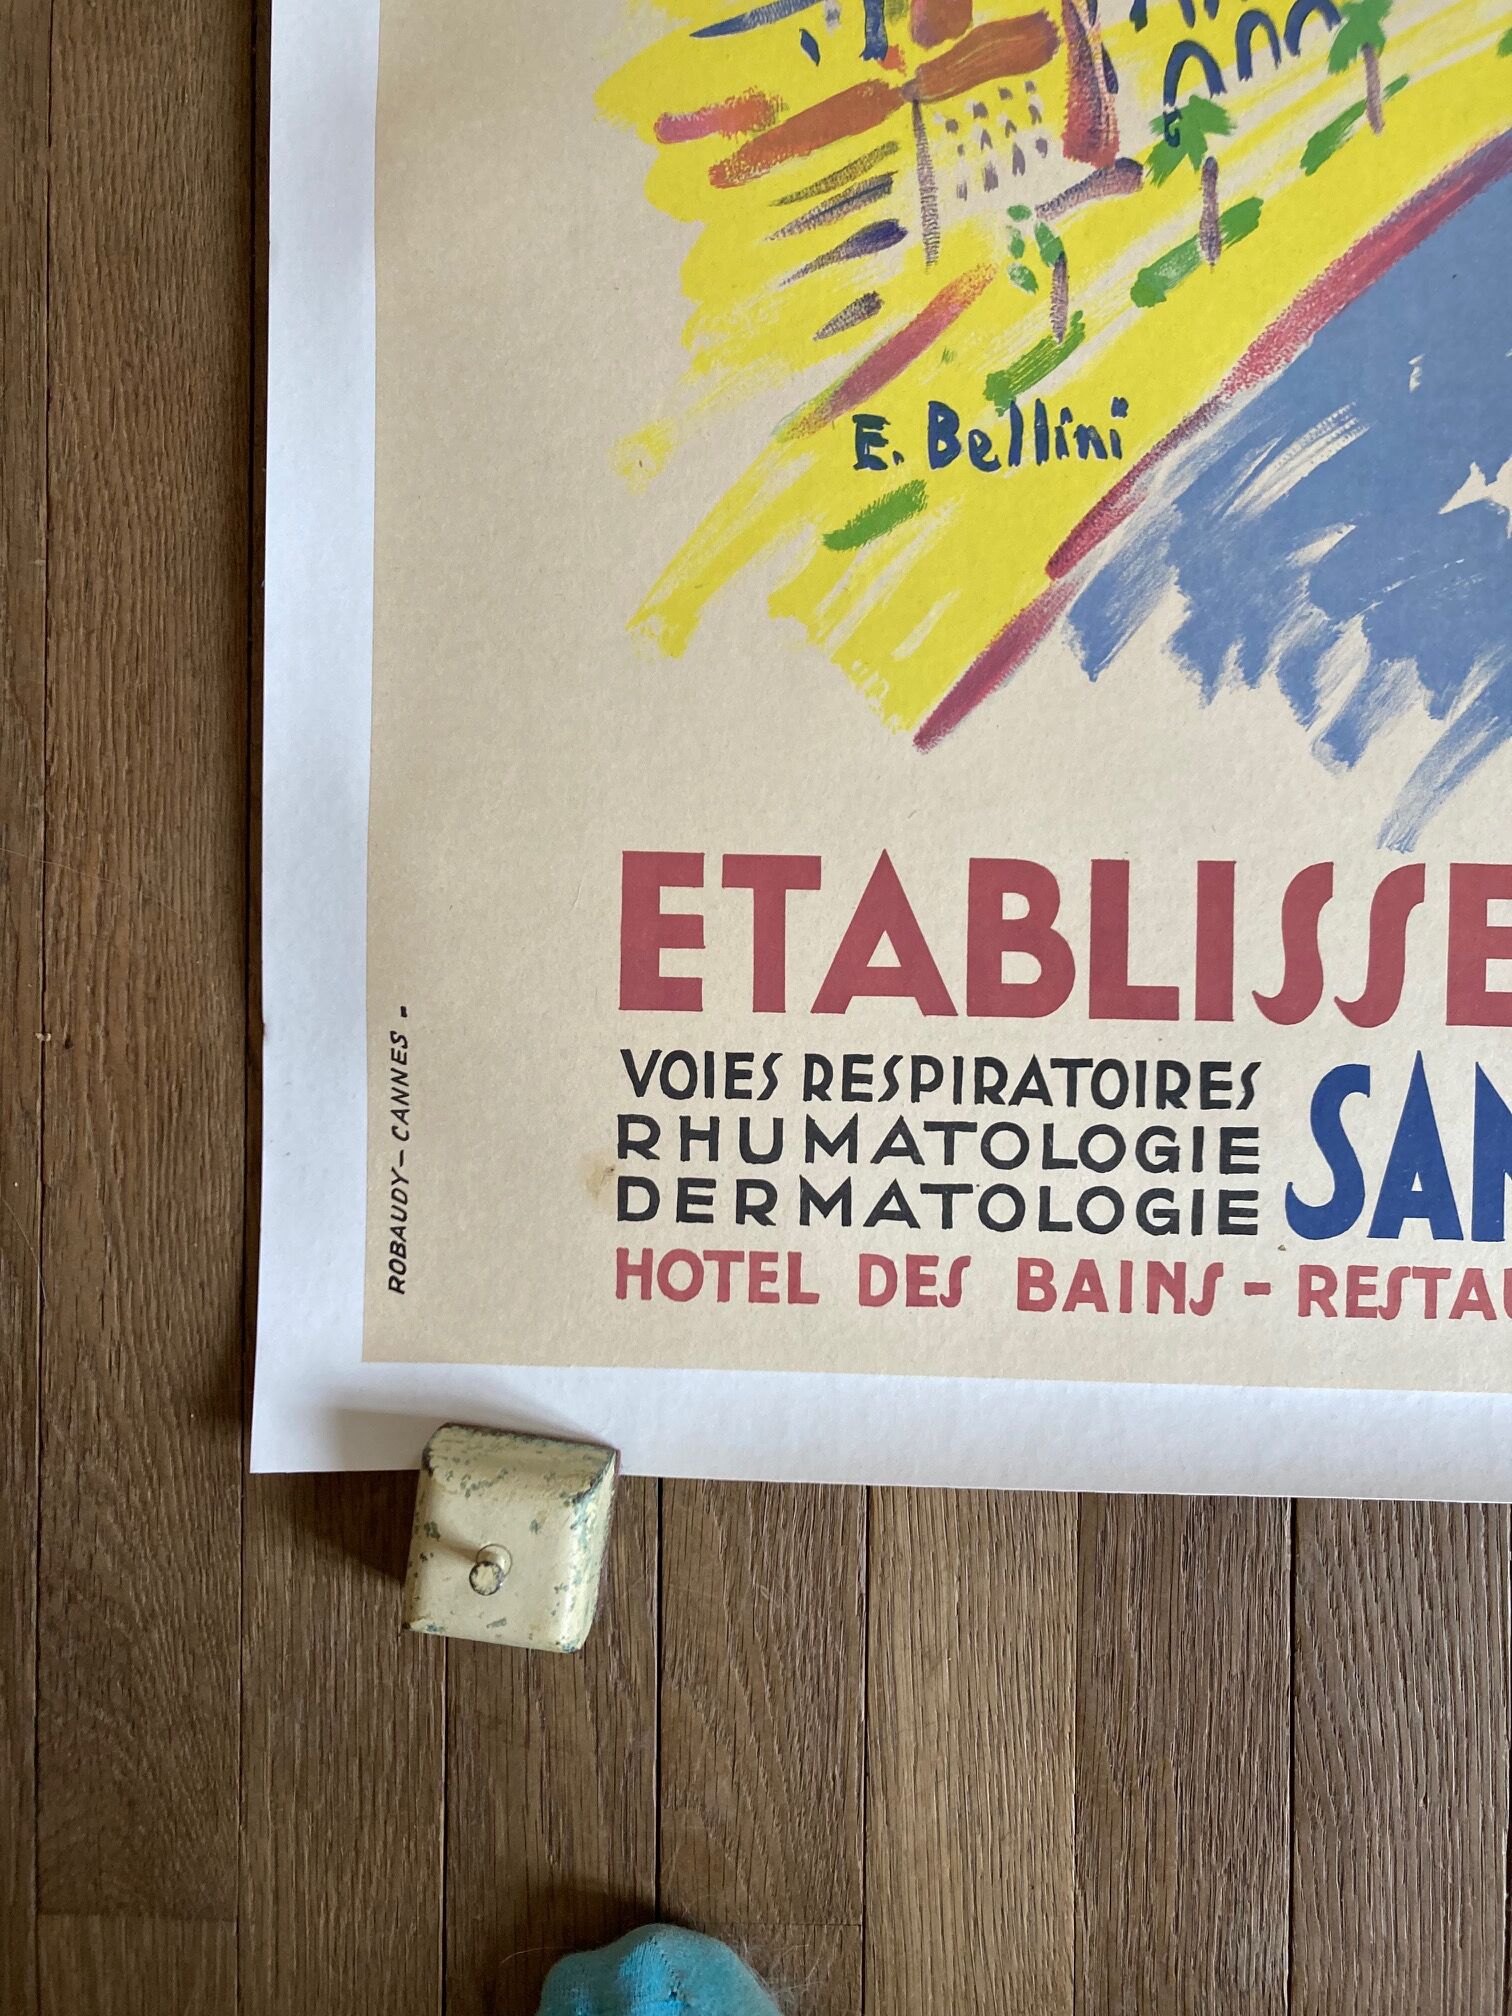 E. Bellini
ETABLISSE
VOIES RESPIRATOIRES
RHUMATOLOGIE
DERMATOLOGIE
SAN
HOTEL DES BAINS - RESTAU
ROBAUDY - CANNES -